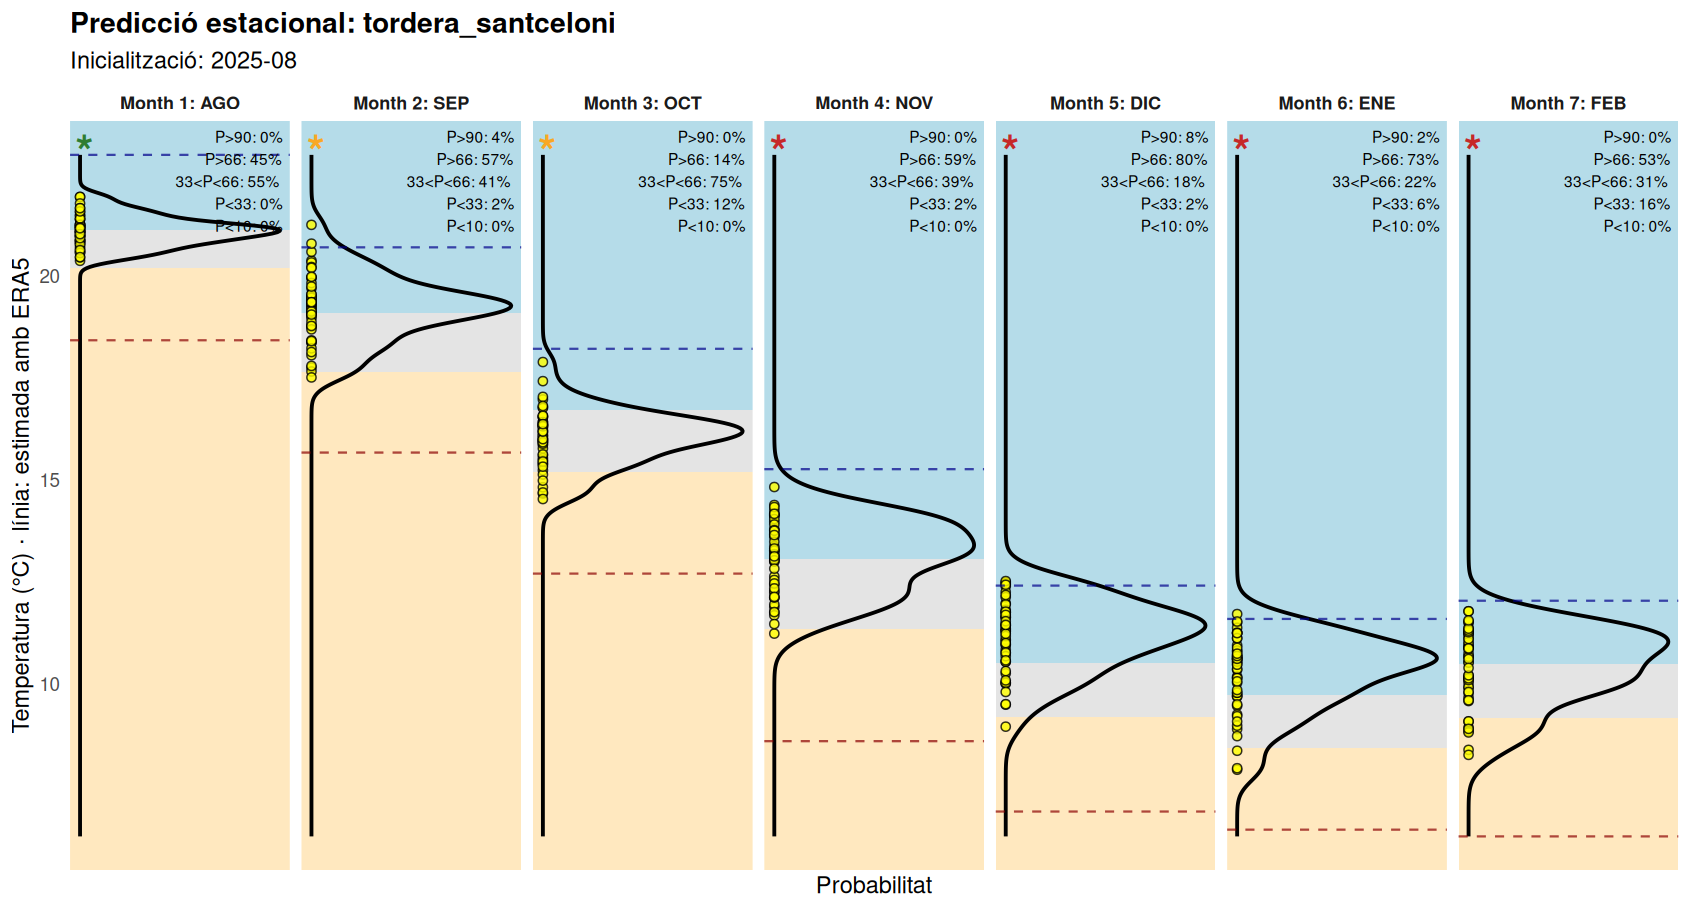 Predicció estacional: tordera_santceloni
Inicialització: 2025-08
Month 1: AGO
Month 2: SEP
Month 3: OCT
Month 4: NOV
Month 5: DIC
Month 6: ENE
Month 7: FEB
*
P>90: 0%
P>66: 45%
33<P<66: 55%
P<33: 0%
P<10: 0%
*
P>90: 4%
P>66: 57%
33<P<66: 41%
P<33: 2%
P<10: 0%
*
P>90: 0%
P>66: 14%
33<P<66: 75%
P<33: 12%
P<10: 0%
*
P>90: 0%
P>66: 59%
33<P<66: 39%
P<33: 2%
P<10: 0%
*
P>90: 8%
P>66: 80%
33<P<66: 18%
P<33: 2%
P<10: 0%
*
P>90: 2%
P>66: 73%
33<P<66: 22%
P<33: 6%
P<10: 0%
*
P>90: 0%
P>66: 53%
33<P<66: 31%
P<33: 16%
P<10: 0%
Temperatura (°C) · línia: estimada amb ERA5
20
15
10
Probabilitat